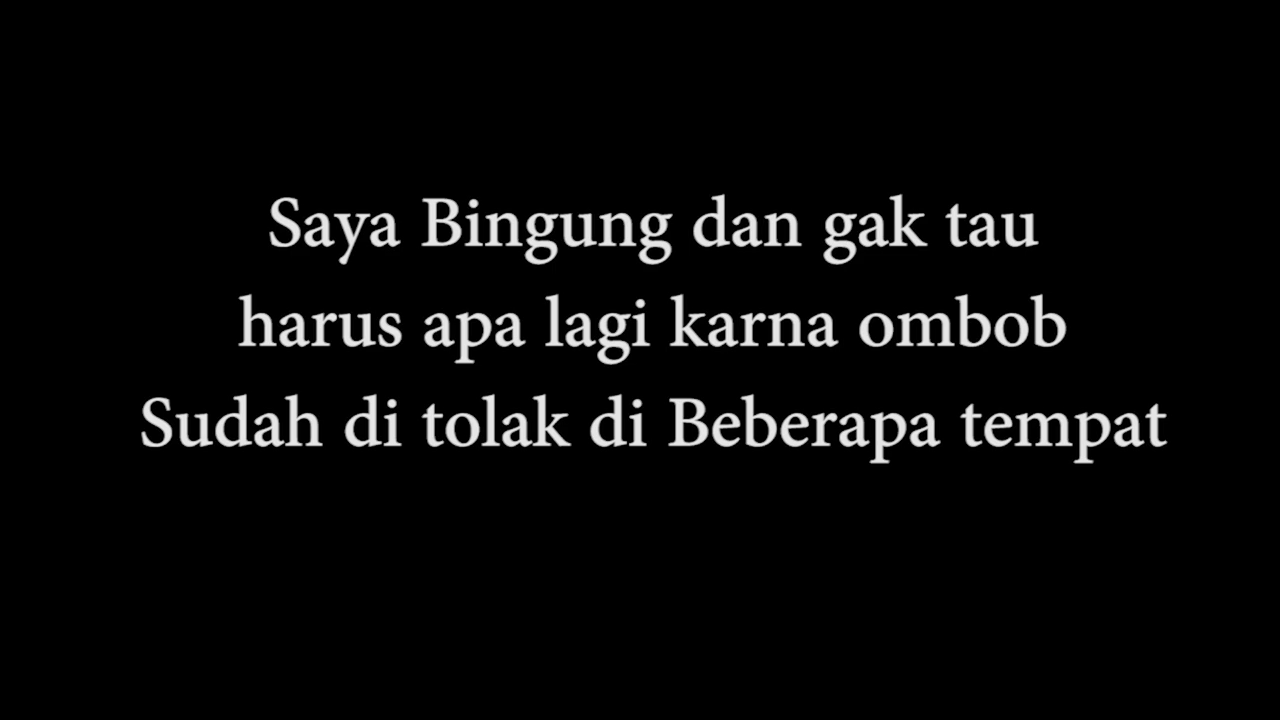 Saya Bingung dan gak tau
harus apa lagi karna ombob
Sudah di tolak di Beberapa tempat